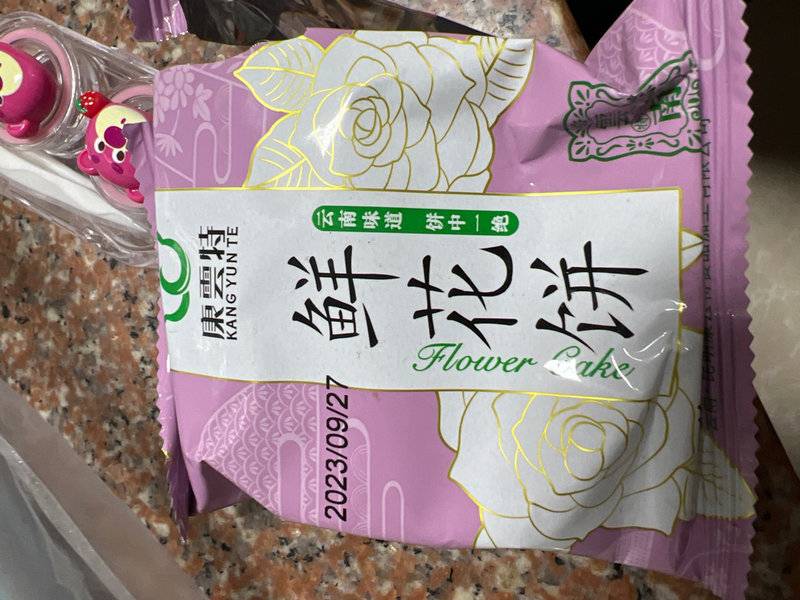 康雲特
KANG YUN TE
云南味道 饼中一绝
鲜花饼
Flower Cake
2023/09/27